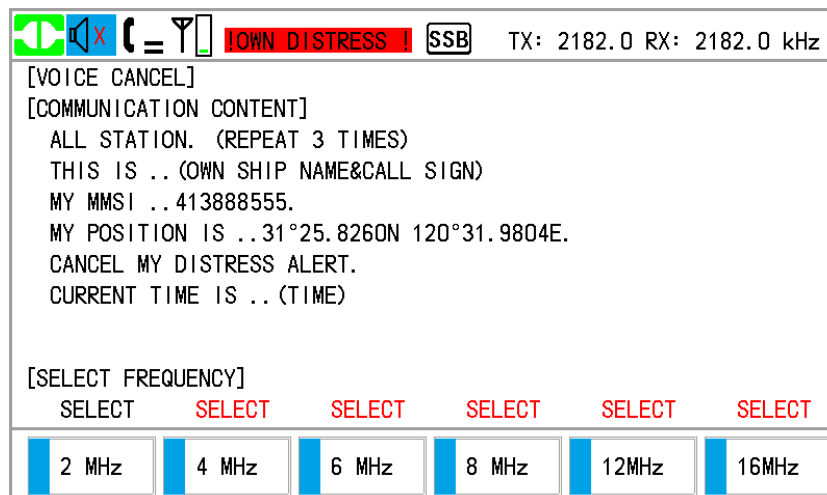 !OWN DISTRESS ! SSB TX: 2182.0 RX: 2182.0 kHz
[VOICE CANCEL]
[COMMUNICATION CONTENT]
ALL STATION. (REPEAT 3 TIMES)
THIS IS ..(OWN SHIP NAME&CALL SIGN)
MY MMSI ..413888555.
MY POSITION IS ..31°25.8260N 120°31.9804E.
CANCEL MY DISTRESS ALERT.
CURRENT TIME IS ..(TIME)
[SELECT FREQUENCY]
SELECT SELECT SELECT SELECT SELECT SELECT
2 MHz 4 MHz 6 MHz 8 MHz 12MHz 16MHz